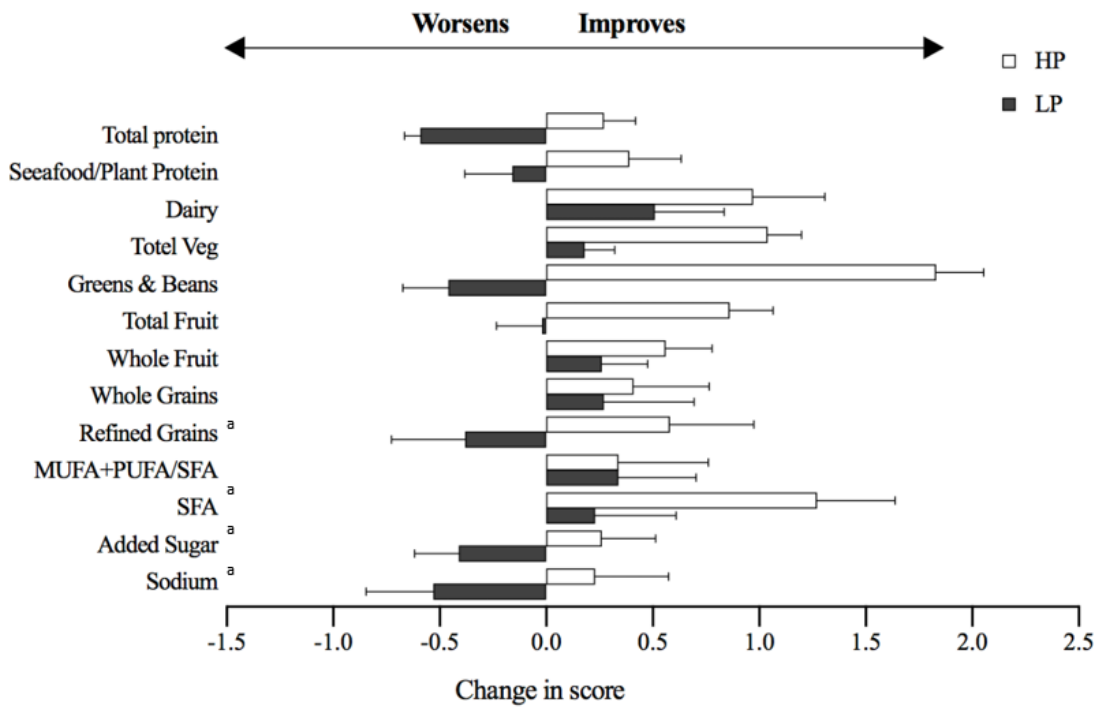 Worsens Improves
HP
LP
Total protein
Seeafood/Plant Protein
Dairy
Totel Veg
Greens & Beans
Total Fruit
Whole Fruit
Whole Grains
Refined Grains a
MUFA+PUFA/SFA
SFA a
Added Sugar a
Sodium a
-1.5 -1.0 -0.5 0.0 0.5 1.0 1.5 2.0 2.5
Change in score